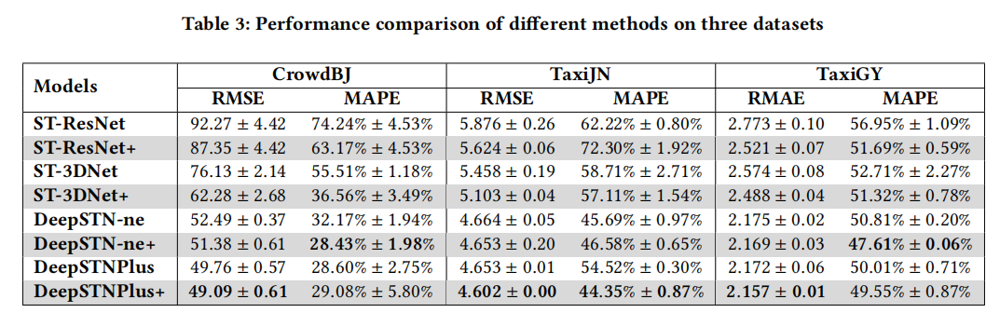 Table 3: Performance comparison of different methods on three datasets
Models CrowdBJ TaxiJN TaxiGY
RMSE MAPE RMSE MAPE RMAE MAPE
ST-ResNet 92.27 ± 4.42 74.24% ± 4.53% 5.876 ± 0.26 62.22% ± 0.80% 2.773 ± 0.10 56.95% ± 1.09%
ST-ResNet+ 87.35 ± 4.42 63.17% ± 4.53% 5.624 ± 0.06 72.30% ± 1.92% 2.521 ± 0.07 51.69% ± 0.59%
ST-3DNet 76.13 ± 2.14 55.51% ± 1.18% 5.458 ± 0.19 58.71% ± 2.71% 2.574 ± 0.08 52.71% ± 2.27%
ST-3DNet+ 62.28 ± 2.68 36.56% ± 3.49% 5.103 ± 0.04 57.11% ± 1.54% 2.488 ± 0.04 51.32% ± 0.78%
DeepSTN-ne 52.49 ± 0.37 32.17% ± 1.94% 4.664 ± 0.05 45.69% ± 0.97% 2.175 ± 0.02 50.81% ± 0.20%
DeepSTN-ne+ 51.38 ± 0.61 28.43% ± 1.98% 4.653 ± 0.20 46.58% ± 0.65% 2.169 ± 0.03 47.61% ± 0.06%
DeepSTNPlus 49.76 ± 0.57 28.60% ± 2.75% 4.653 ± 0.01 54.52% ± 0.30% 2.172 ± 0.06 50.01% ± 0.71%
DeepSTNPlus+ 49.09 ± 0.61 29.08% ± 5.80% 4.602 ± 0.00 44.35% ± 0.87% 2.157 ± 0.01 49.55% ± 0.87%